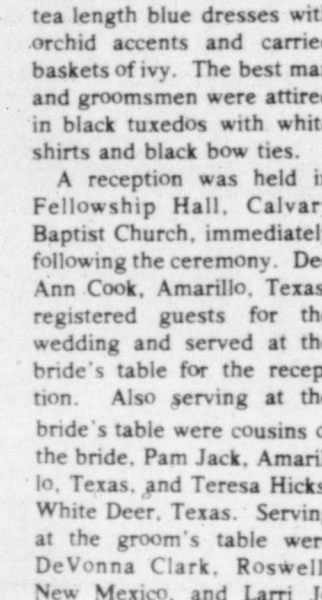 tea length blue dresses wit
orchid accents and carrie
baskets of ivy. The best ma
and groomsmen were attire
in black tuxedos with whit
shirts and black bow ties.
A reception was held i
Fellowship Hall, Calvar
Baptist Church, immediatel
following the ceremony. De
Ann Cook, Amarillo, Texas
registered guests for th
wedding and served at th
bride's table for the recep
tion. Also serving at th
bride's table were cousins o
the bride, Pam Jack, Amaril
lo, Texas, and Teresa Hicks
White Deer, Texas. Servin
at the groom's table wer
DeVonna Clark, Roswell
New Mexico, and Larri J